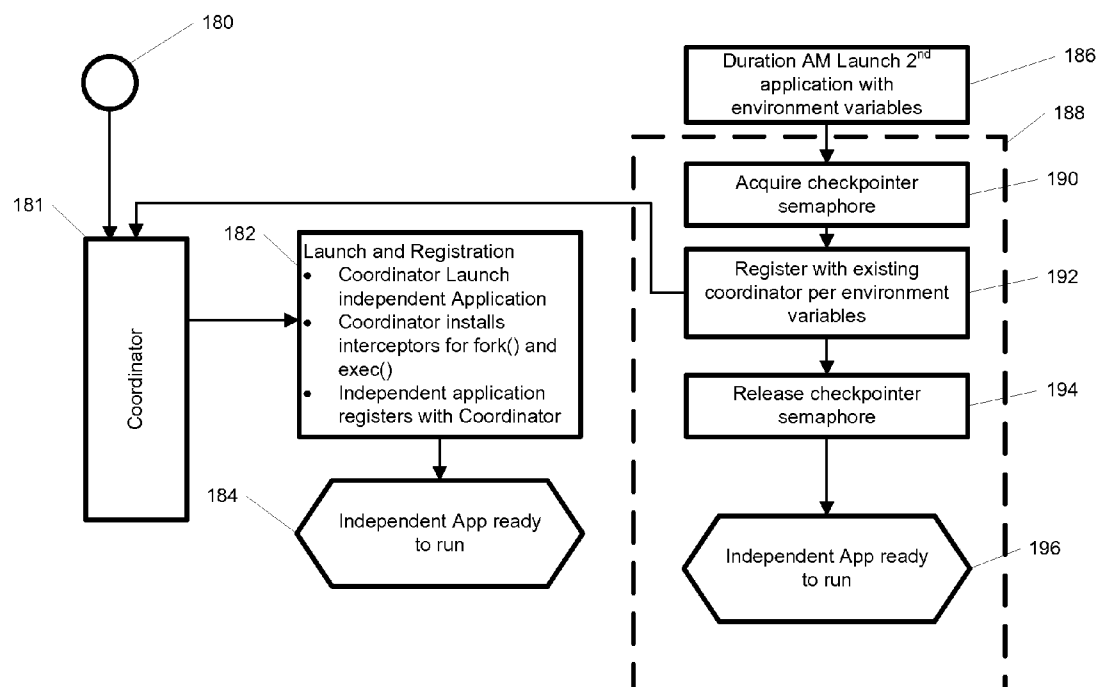 180
181
Coordinator
182
Launch and Registration
• Coordinator Launch
independent Application
• Coordinator installs
interceptors for fork() and
exec()
• Independent application
registers with Coordinator
184
Independent App ready
to run
Duration AM Launch 2nd
application with
environment variables
186
188
Acquire checkpointer
semaphore
190
Register with existing
coordinator per environment
variables
192
Release checkpointer
semaphore
194
Independent App ready
to run
196